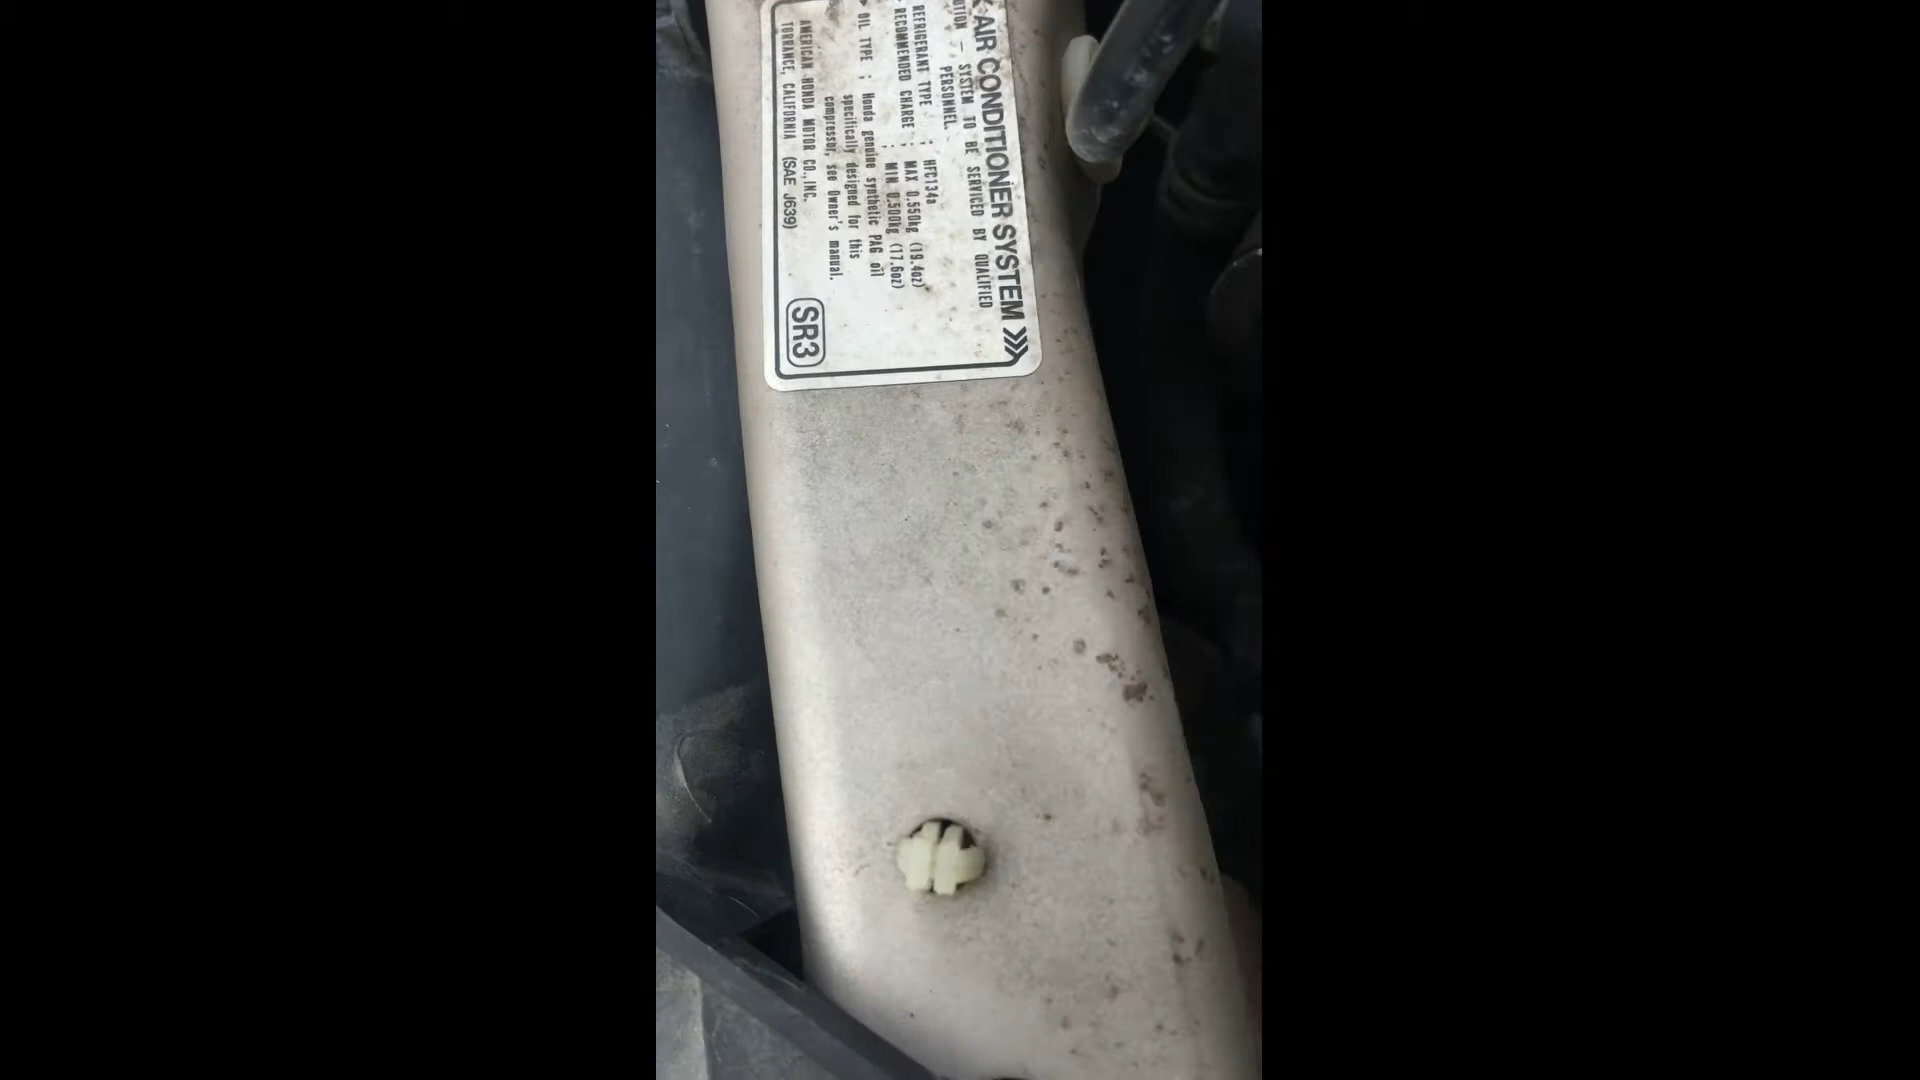 AIR CONDITIONER SYSTEM
– SYSTEM TO BE SERVICED BY QUALIFIED
PERSONNEL.
REFRIGERANT TYPE ; HFC134a
RECOMMENDED CHARGE ; MAX 0.550kg (19.4oz)
MIN 0.500kg (17.6oz)
OIL TYPE ; Honda genuine synthetic PAG oil
specifically designed for this
compressor, see Owner's manual.
AMERICAN HONDA MOTOR CO., INC.
TORRANCE, CALIFORNIA (SAE J639)
SR3